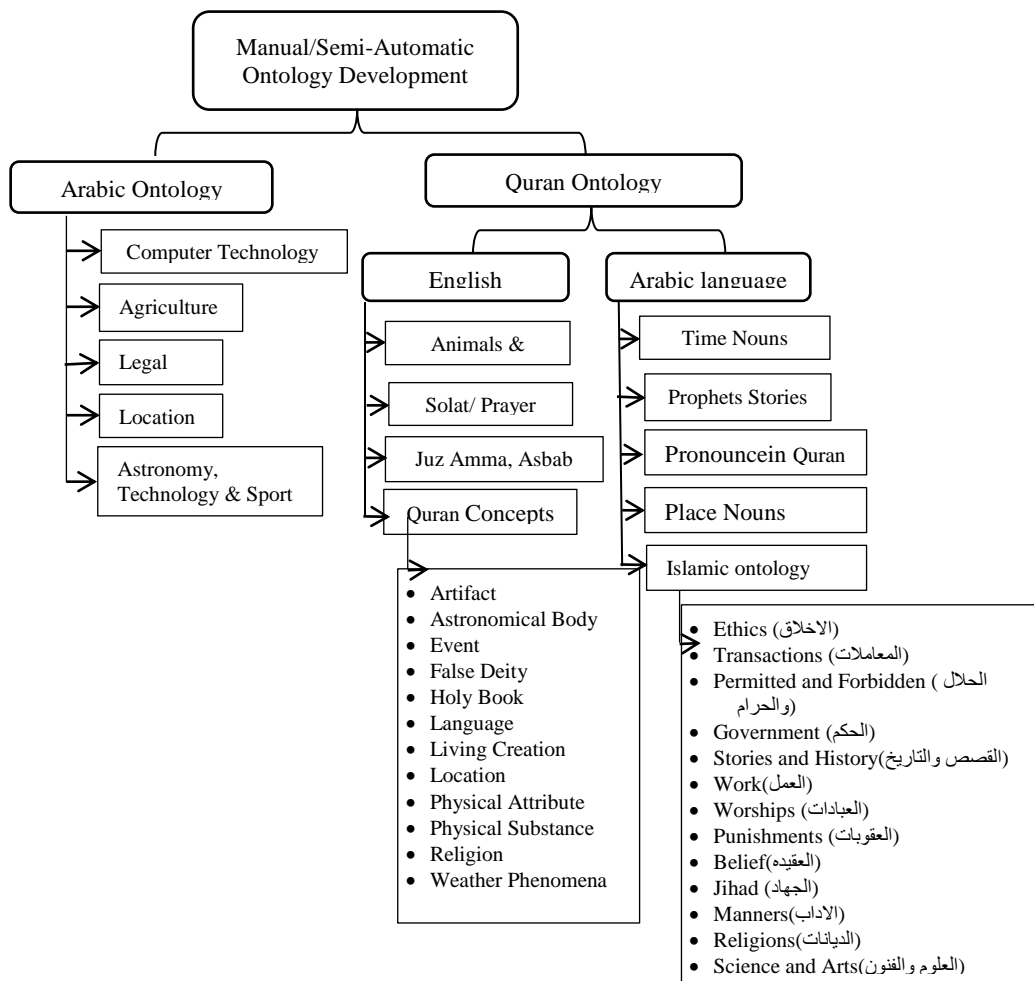 Manual/Semi-Automatic
Ontology Development
Arabic Ontology
Quran Ontology
Computer Technology
Agriculture
Legal
Location
Astronomy,
Technology & Sport
English
Animals &
Solat/ Prayer
Juz Amma, Asbab
Quran Concepts
• Artifact
• Astronomical Body
• Event
• False Deity
• Holy Book
• Language
• Living Creation
• Location
• Physical Attribute
• Physical Substance
• Religion
• Weather Phenomena
Arabic language
Time Nouns
Prophets Stories
Pronouncein Quran
Place Nouns
Islamic ontology
• Ethics (الاخلاق)
• Transactions (المعاملات)
• Permitted and Forbidden ( الحلال
والحرام)
• Government (الحكم)
• Stories and History(القصص والتاريخ)
• Work(العمل)
• Worships (العبادات)
• Punishments (العقوبات)
• Belief(العقيده)
• Jihad (الجهاد)
• Manners(الاداب)
• Religions(الديانات)
• Science and Arts(العلوم والفنون)